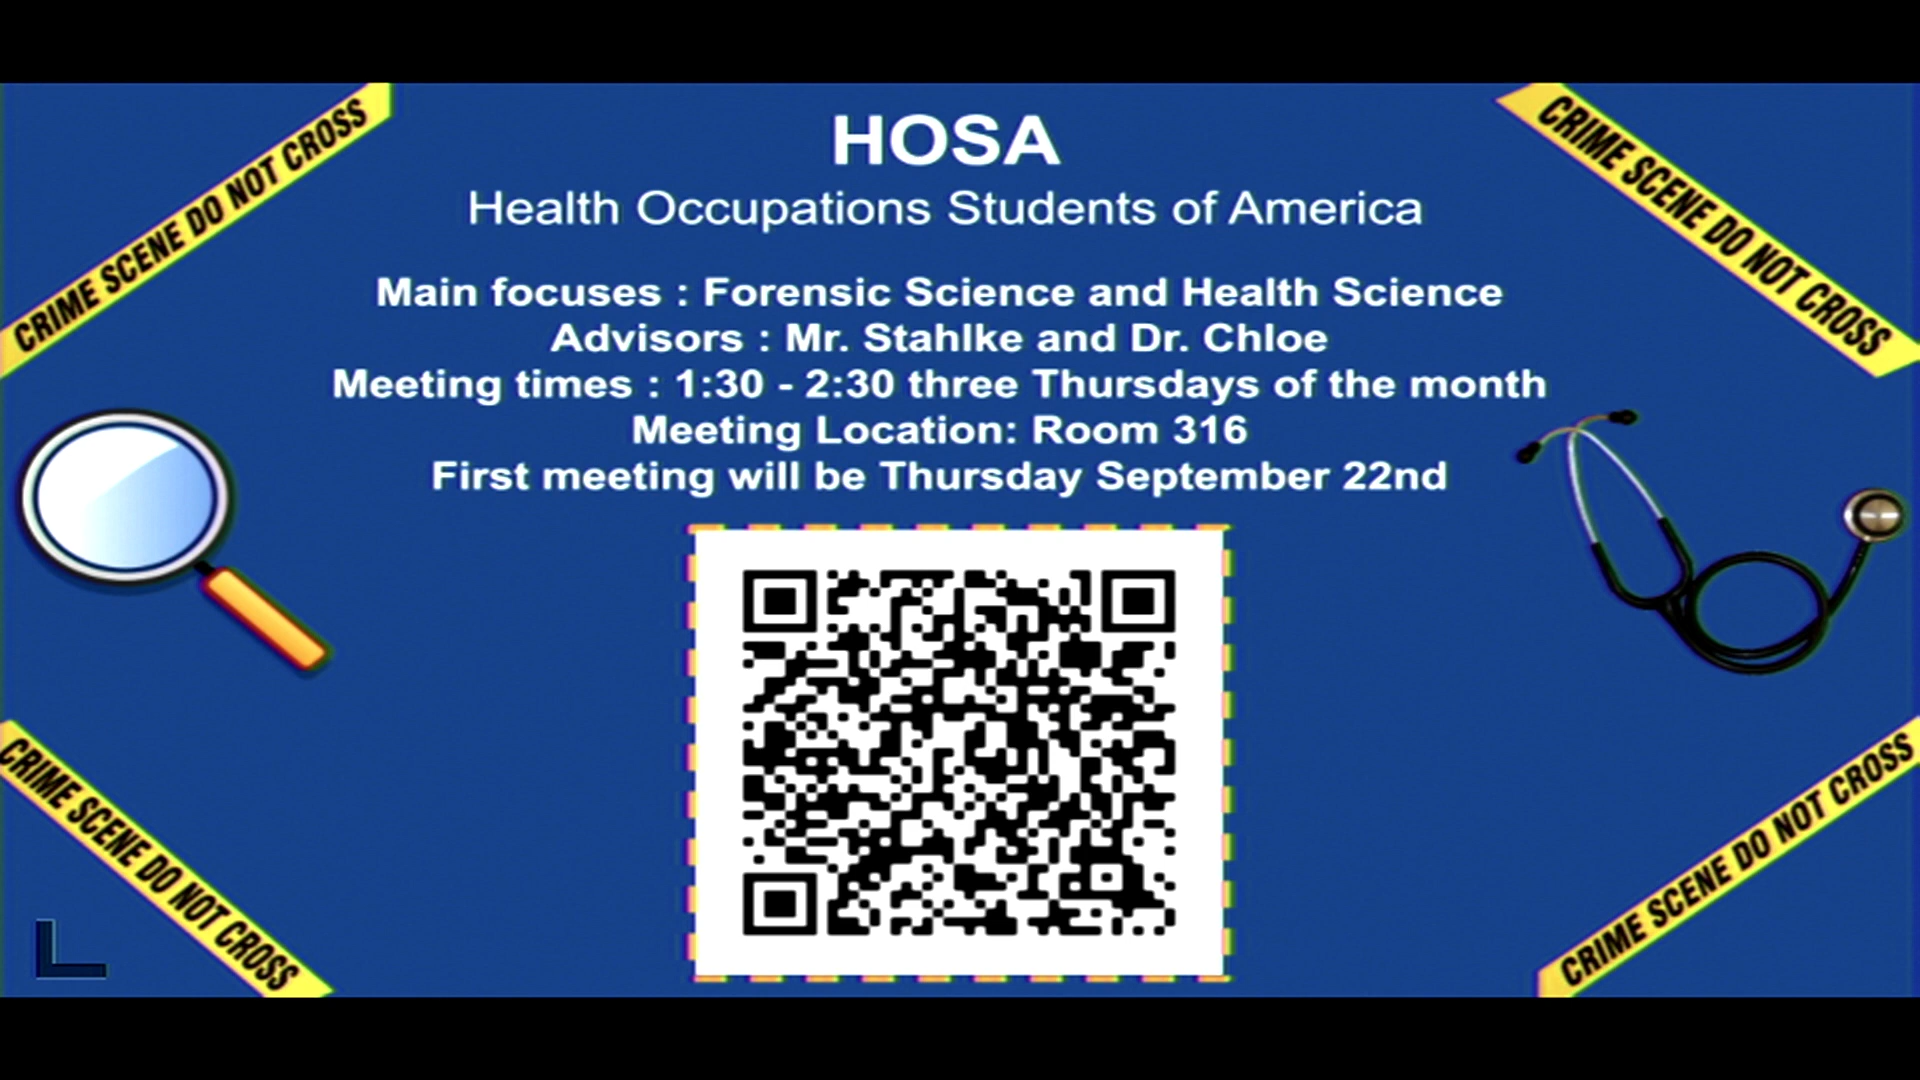 HOSA
Health Occupations Students of America
Main focuses : Forensic Science and Health Science
Advisors : Mr. Stahlke and Dr. Chloe
Meeting times : 1:30 - 2:30 three Thursdays of the month
Meeting Location: Room 316
First meeting will be Thursday September 22nd
CRIME SCENE DO NOT CROSS
CRIME SCENE DO NOT CROSS
CRIME SCENE DO NOT CROSS
CRIME SCENE DO NOT CROSS